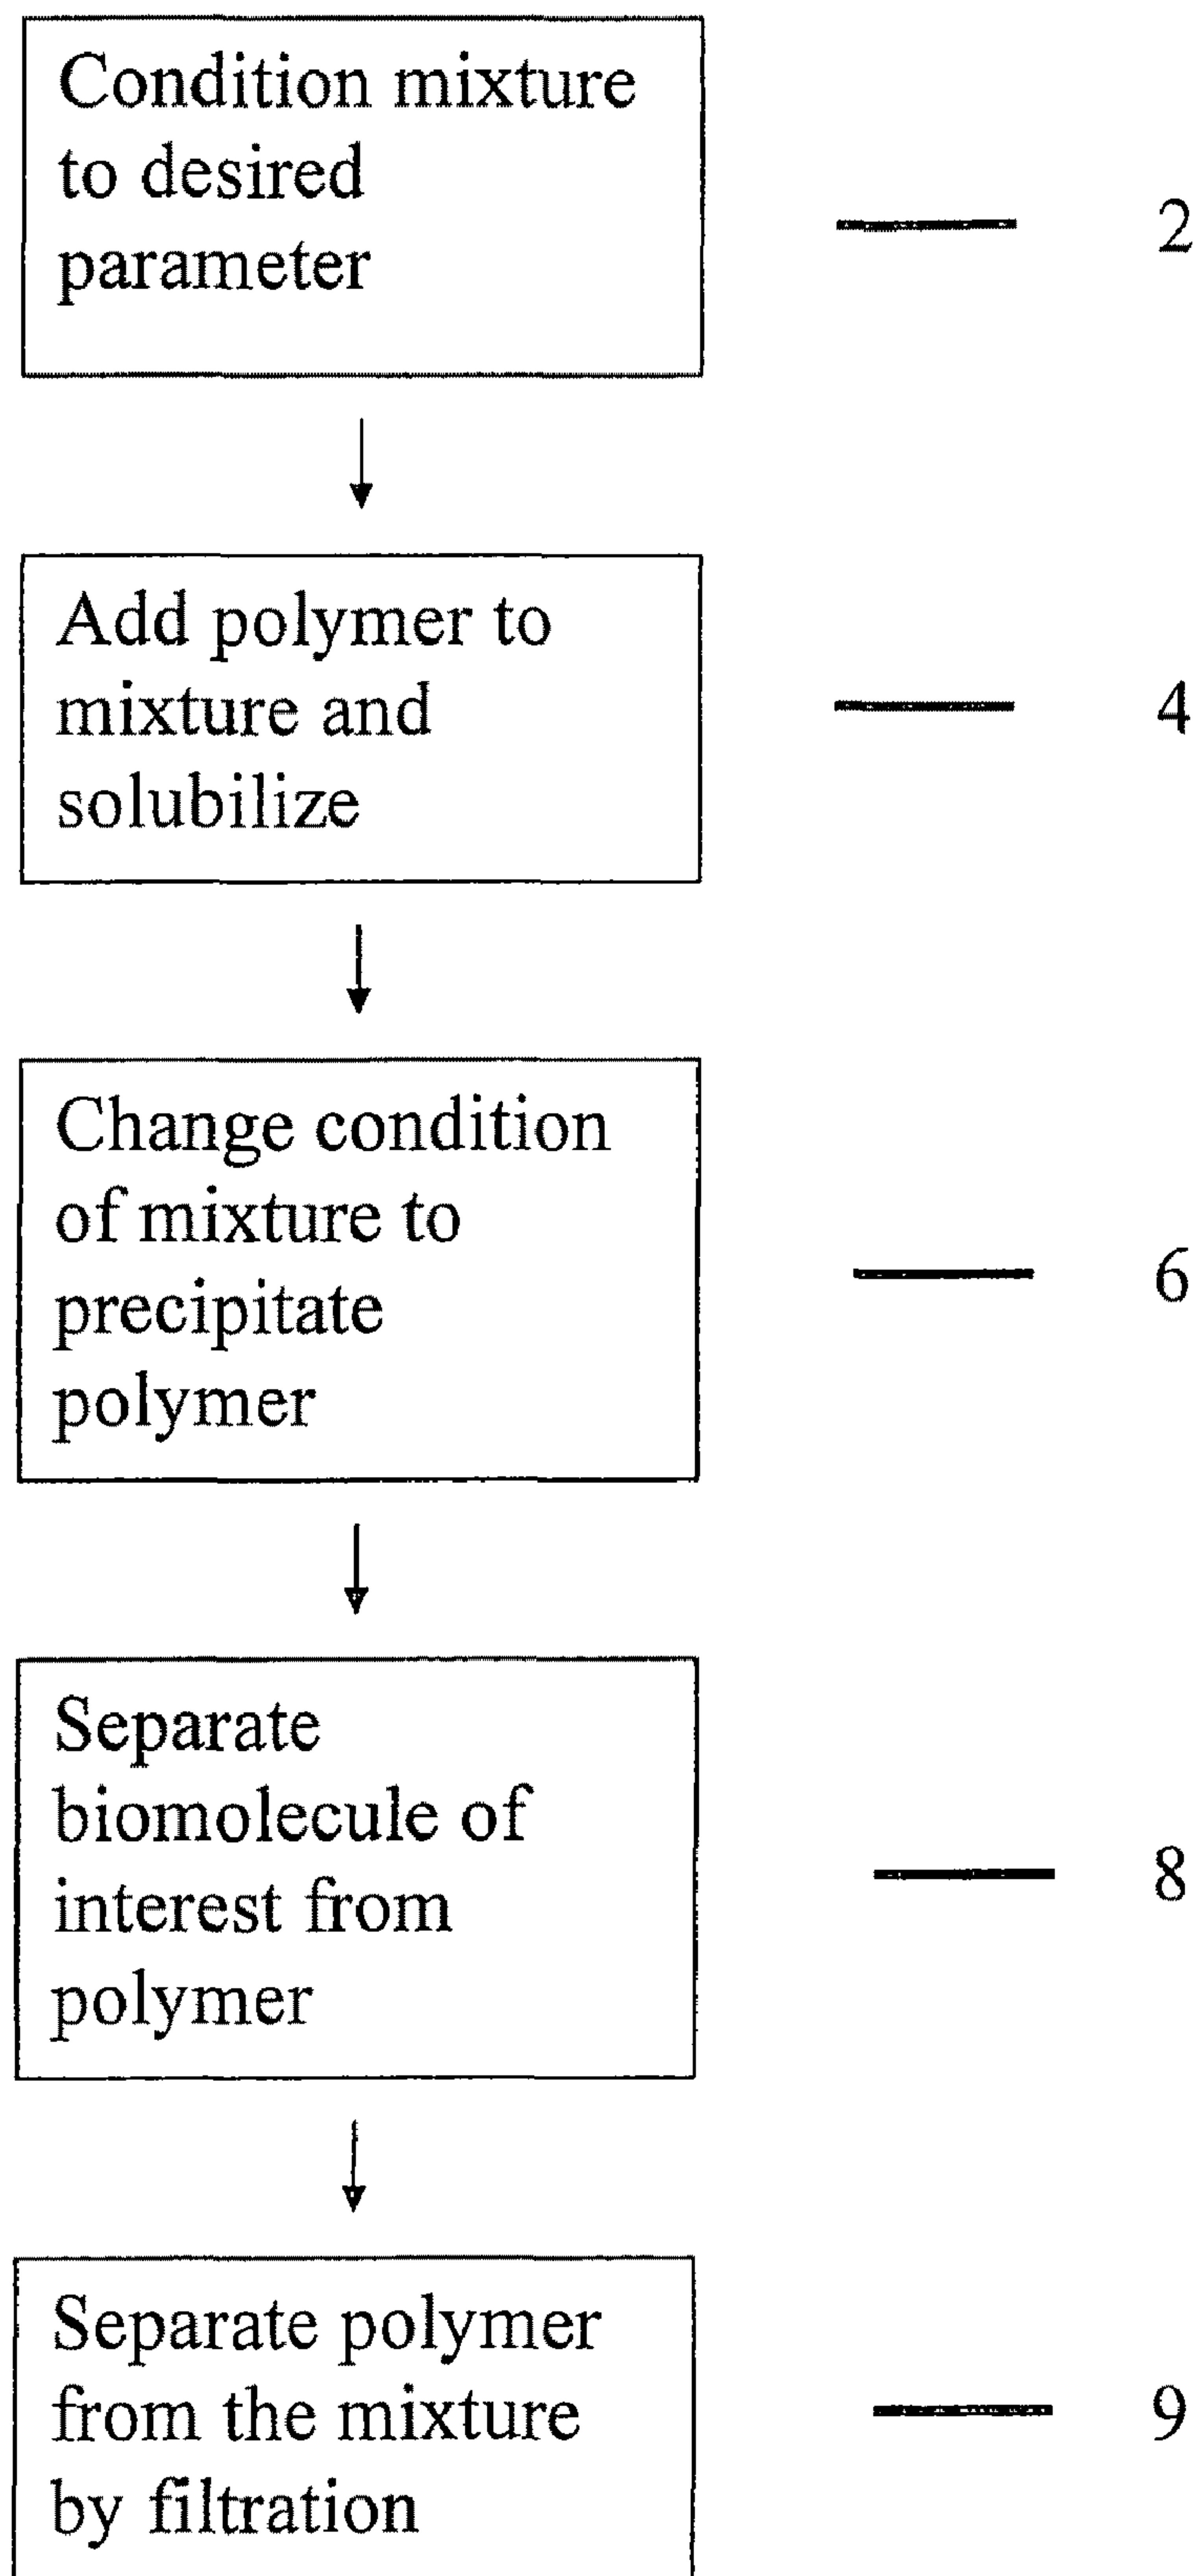 Condition mixture
to desired
parameter
2
Add polymer to
mixture and
solubilize
4
Change condition
of mixture to
precipitate
polymer
6
Separate
biomolecule of
interest from
polymer
8
Separate polymer
from the mixture
by filtration
9